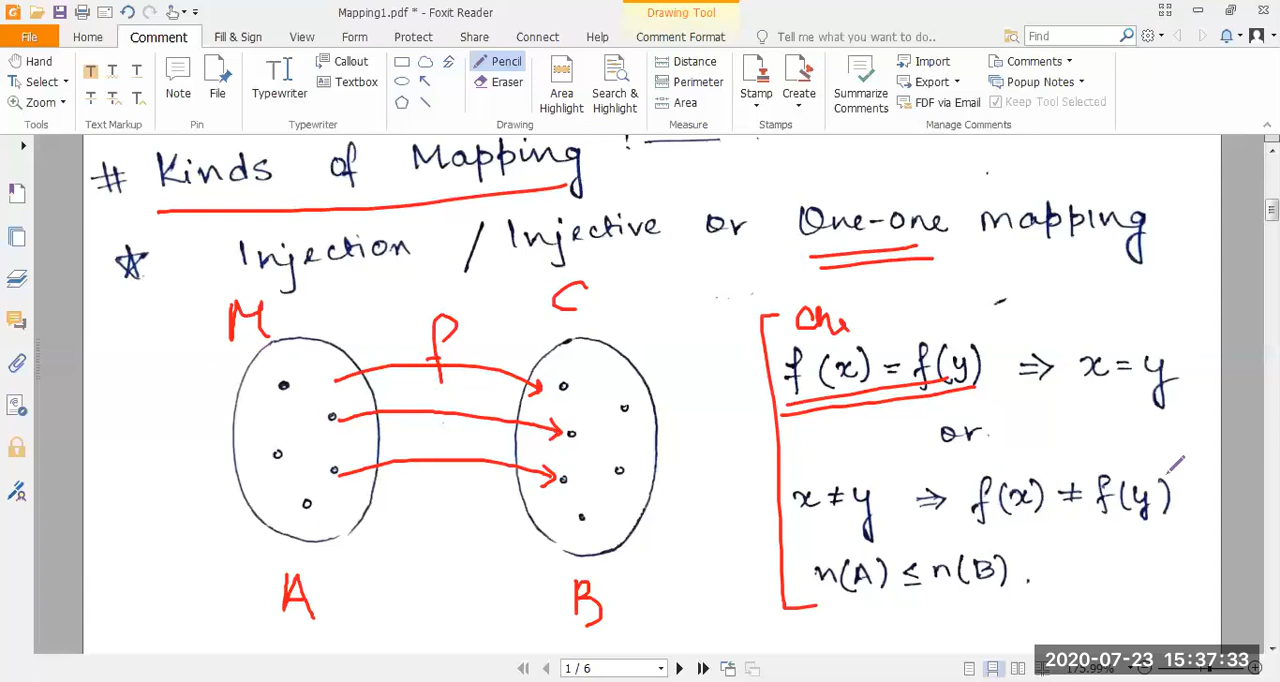 Mapping1.pdf * - Foxit Reader
Drawing Tool
File Home Comment Fill & Sign View Form Protect Share Connect Help Comment Format Tell me what you want to do.. Find
Hand
Select
Zoom
Tools
Text Markup
Note
File
Pin
Typewriter
Callout
Textbox
Typewriter
Pencil
Eraser
Drawing
Area Highlight
Search & Highlight
Distance
Perimeter
Area
Measure
Stamp
Create
Stamps
Summarize Comments
Import
Export
FDF via Email
Comments
Popup Notes
Keep Tool Selected
Manage Comments
# Kinds of Mapping
Injection / Injective or One-one mapping
M f C
A B
f(x) = f(y) ⇒ x = y
or
x ≠ y ⇒ f(x) ≠ f(y)
n(A) ≤ n(B).
1 / 6
2020-07-23 15:37:33
175.99%